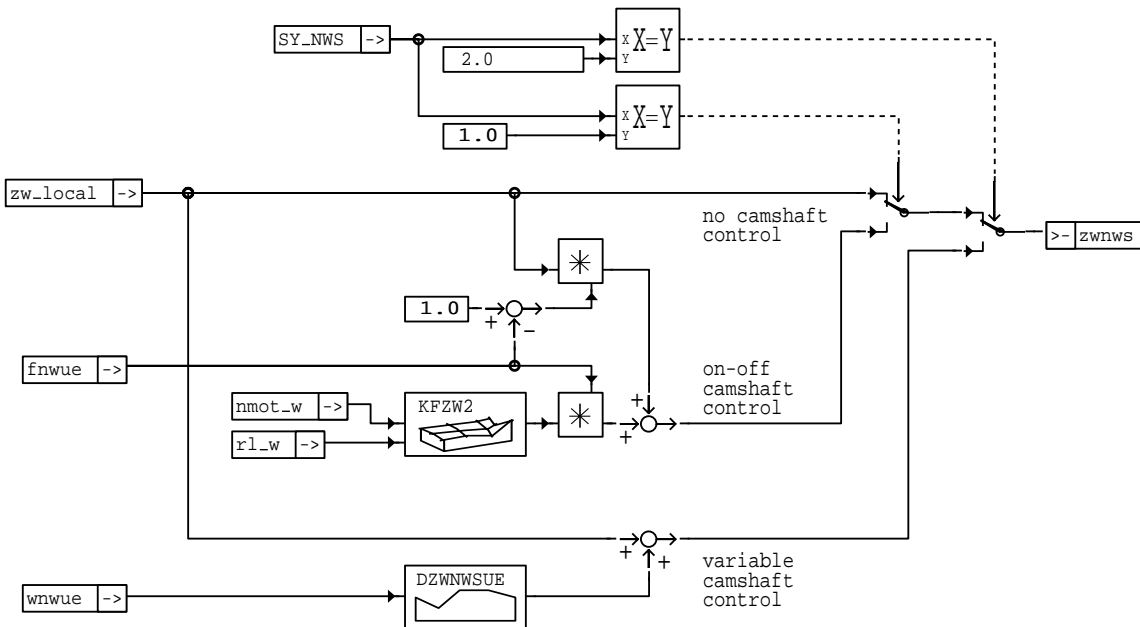 SY_NWS ->
X X=Y
Y
2.0
X X=Y
Y
1.0
zw_local ->
no camshaft
control
>- zwnws
*
1.0
+
-
fnwue ->
on-off
camshaft
control
nmot_w ->
KFZW2
*
+
+
rl_w ->
+
+
variable
camshaft
control
DZWNWSUE
wnwue ->